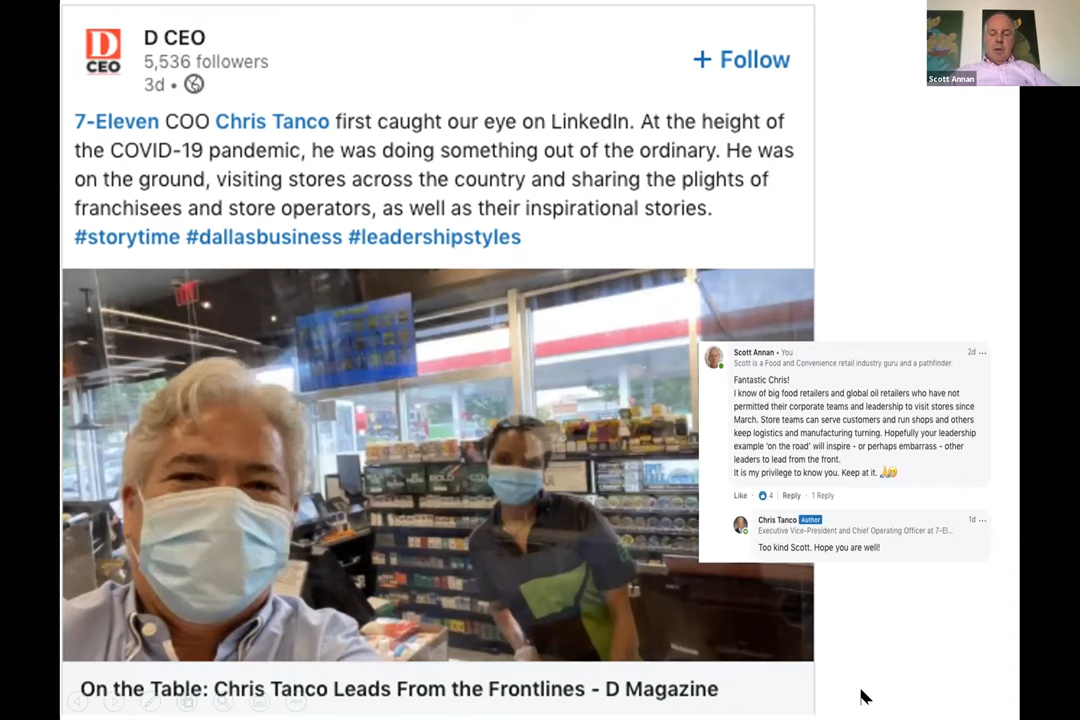 D
CEO
D CEO
5,536 followers
3d •
+ Follow
7-Eleven COO Chris Tanco first caught our eye on LinkedIn. At the height of
the COVID-19 pandemic, he was doing something out of the ordinary. He was
on the ground, visiting stores across the country and sharing the plights of
franchisees and store operators, as well as their inspirational stories.
#storytime #dallasbusiness #leadershipstyles
On the Table: Chris Tanco Leads From the Frontlines - D Magazine
Scott Annan • You
2d ...
Scott is a Food and Convenience retail industry guru and a pathfinder.
Fantastic Chris!
I know of big food retailers and global oil retailers who have not
permitted their corporate teams and leadership to visit stores since
March. Store teams can serve customers and run shops and others
keep logistics and manufacturing turning. Hopefully your leadership
example 'on the road' will inspire - or perhaps embarrass - other
leaders to lead from the front.
It is my privilege to know you. Keep at it. 🙏😁
Like · 4 | Reply · 1 Reply
Chris Tanco Author
1d ...
Executive Vice-President and Chief Operating Officer at 7-El...
Too kind Scott. Hope you are well!
Scott Annan